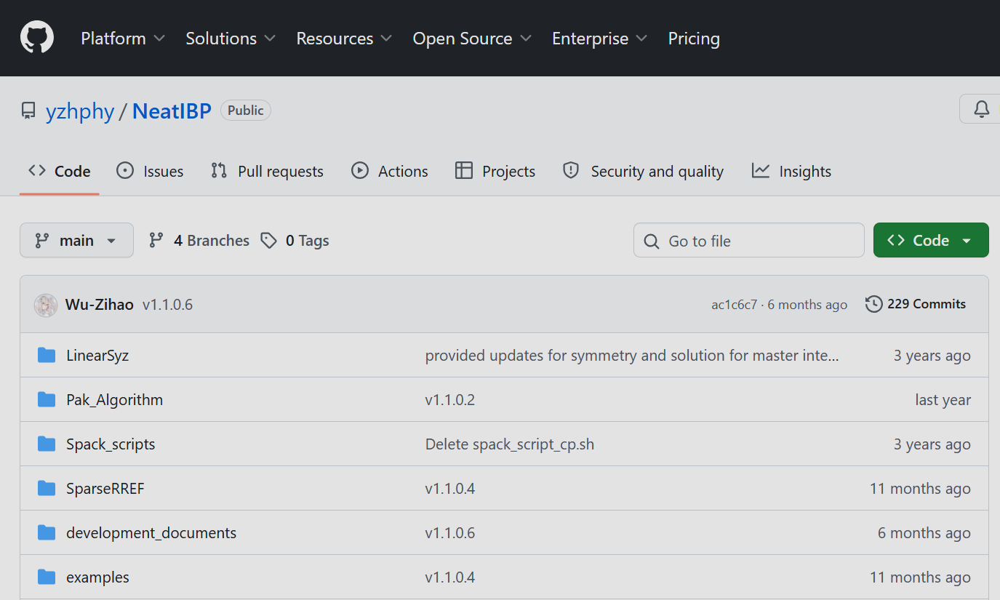 Platform Solutions Resources Open Source Enterprise Pricing
yzhphy / NeatIBP Public
Code Issues Pull requests Actions Projects Security and quality Insights
main 4 Branches 0 Tags Go to file Code
Wu-Zihao v1.1.0.6 ac1c6c7 · 6 months ago 229 Commits
LinearSyz provided updates for symmetry and solution for master inte... 3 years ago
Pak_Algorithm v1.1.0.2 last year
Spack_scripts Delete spack_script_cp.sh 3 years ago
SparseRREF v1.1.0.4 11 months ago
development_documents v1.1.0.6 6 months ago
examples v1.1.0.4 11 months ago